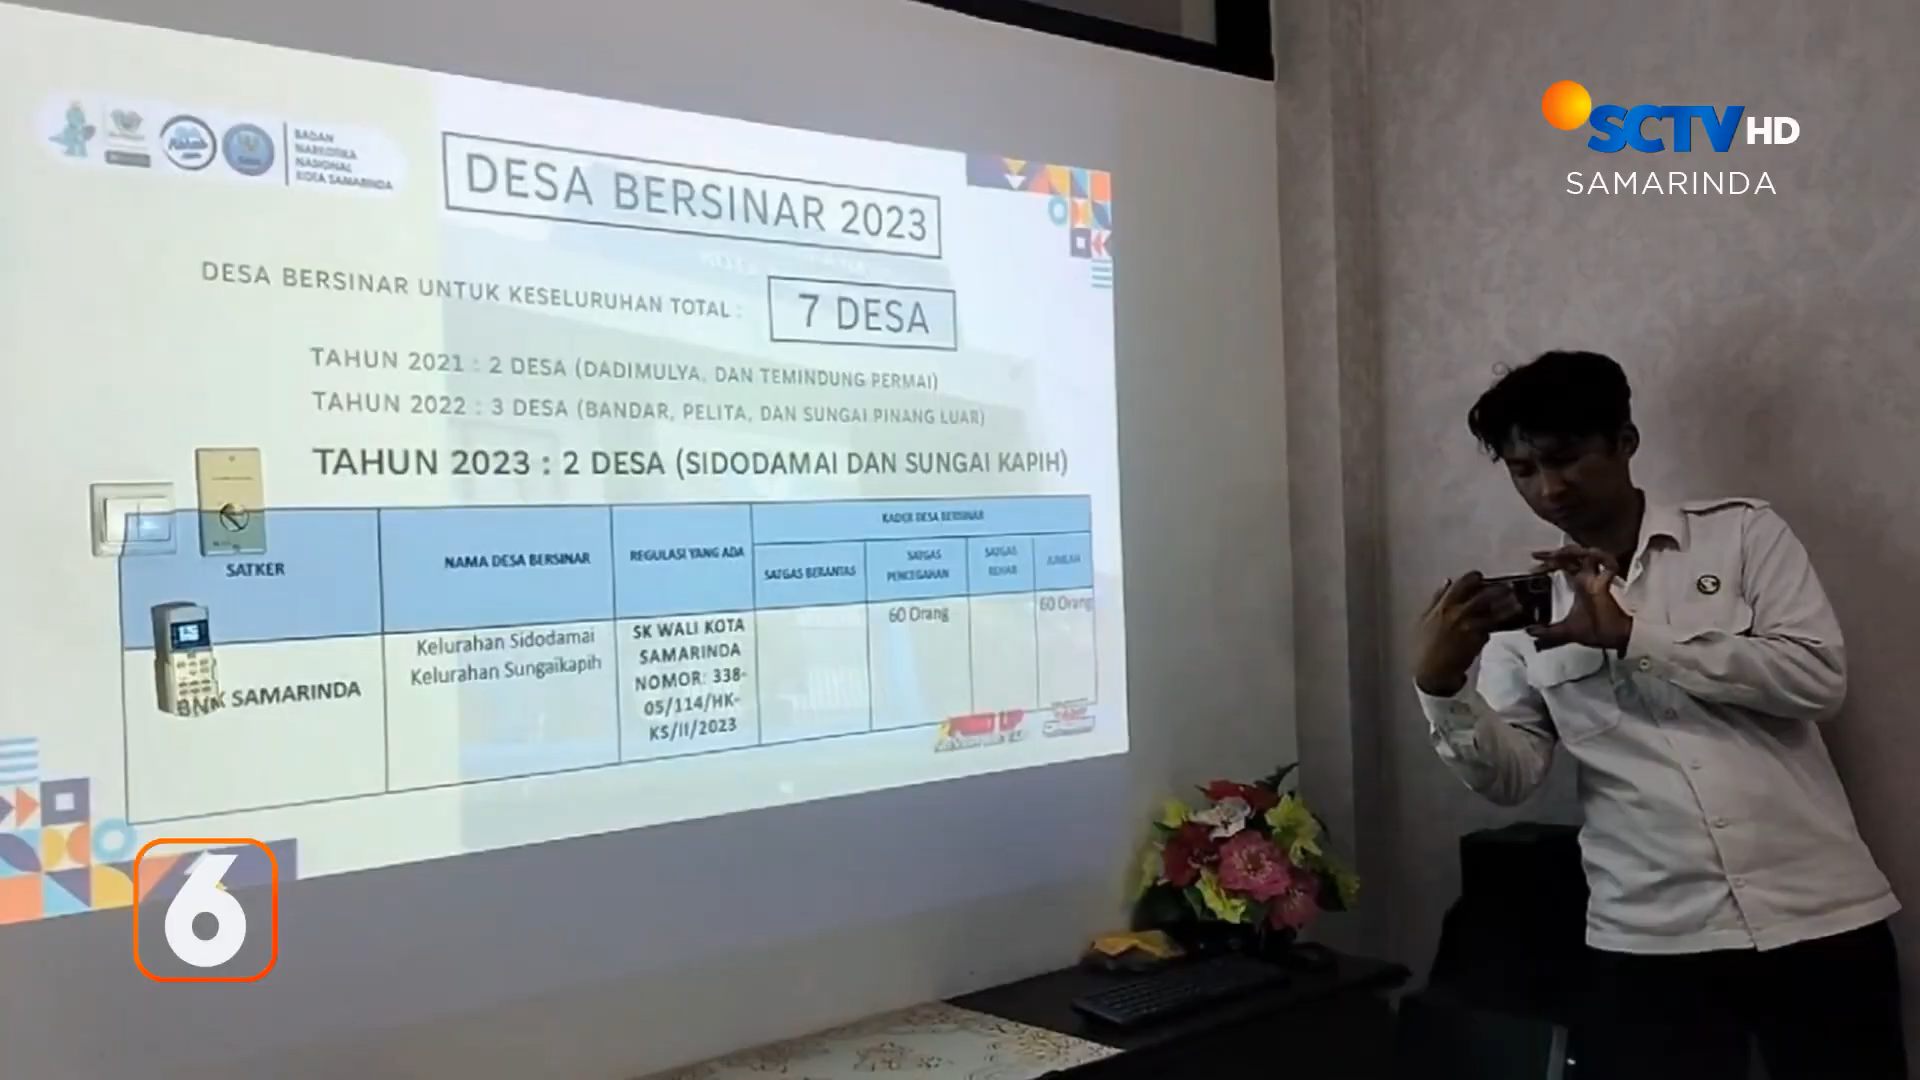 SCTV HD
SAMARINDA
BADAN
NARKOTIKA
NASIONAL
KOTA SAMARINDA
DESA BERSINAR 2023
DESA BERSINAR UNTUK KESELURUHAN TOTAL :
7 DESA
TAHUN 2021 : 2 DESA (DADIMULYA, DAN TEMINDUNG PERMAI)
TAHUN 2022 : 3 DESA (BANDAR, PELITA, DAN SUNGAI PINANG LUAR)
TAHUN 2023 : 2 DESA (SIDODAMAI DAN SUNGAI KAPIH)
SATKER
NAMA DESA BERSINAR
REGULASI YANG ADA
KADER DESA BERSINAR
SATGAS BERANTAS
SATGAS
PENCEGAHAN
SATGAS
REHAB
JUMLAH
BNK SAMARINDA
Kelurahan Sidodamai
Kelurahan Sungaikapih
SK WALI KOTA
SAMARINDA
NOMOR: 338-
05/114/HK-
KS/II/2023
60 Orang
60 Orang
6